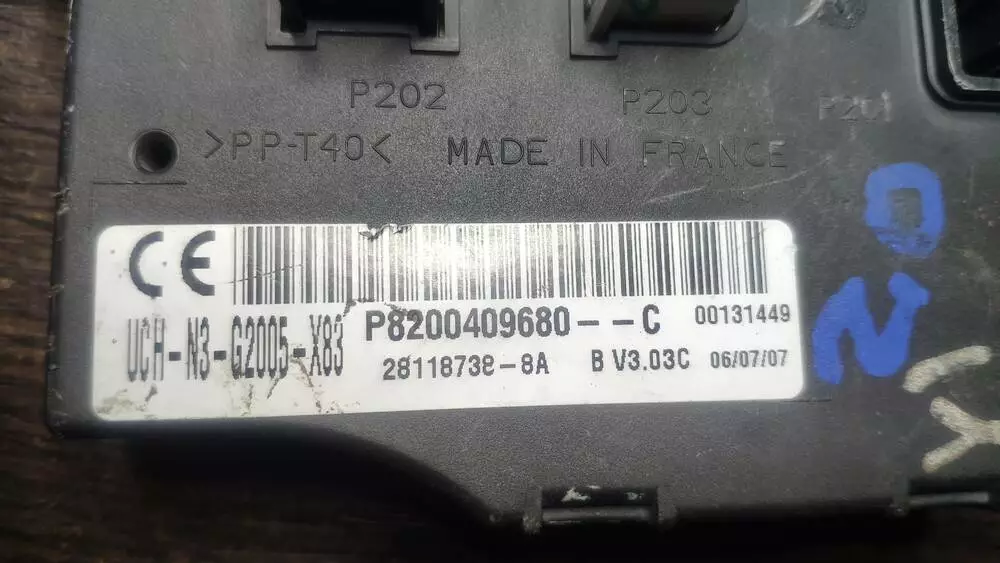 P202 P203 P201
>PP-T40< MADE IN FRANCE
CE
UCH-N3-G2005-X83 P8200409680--C 00131449
28118738-8A B V3.03C 06/07/07